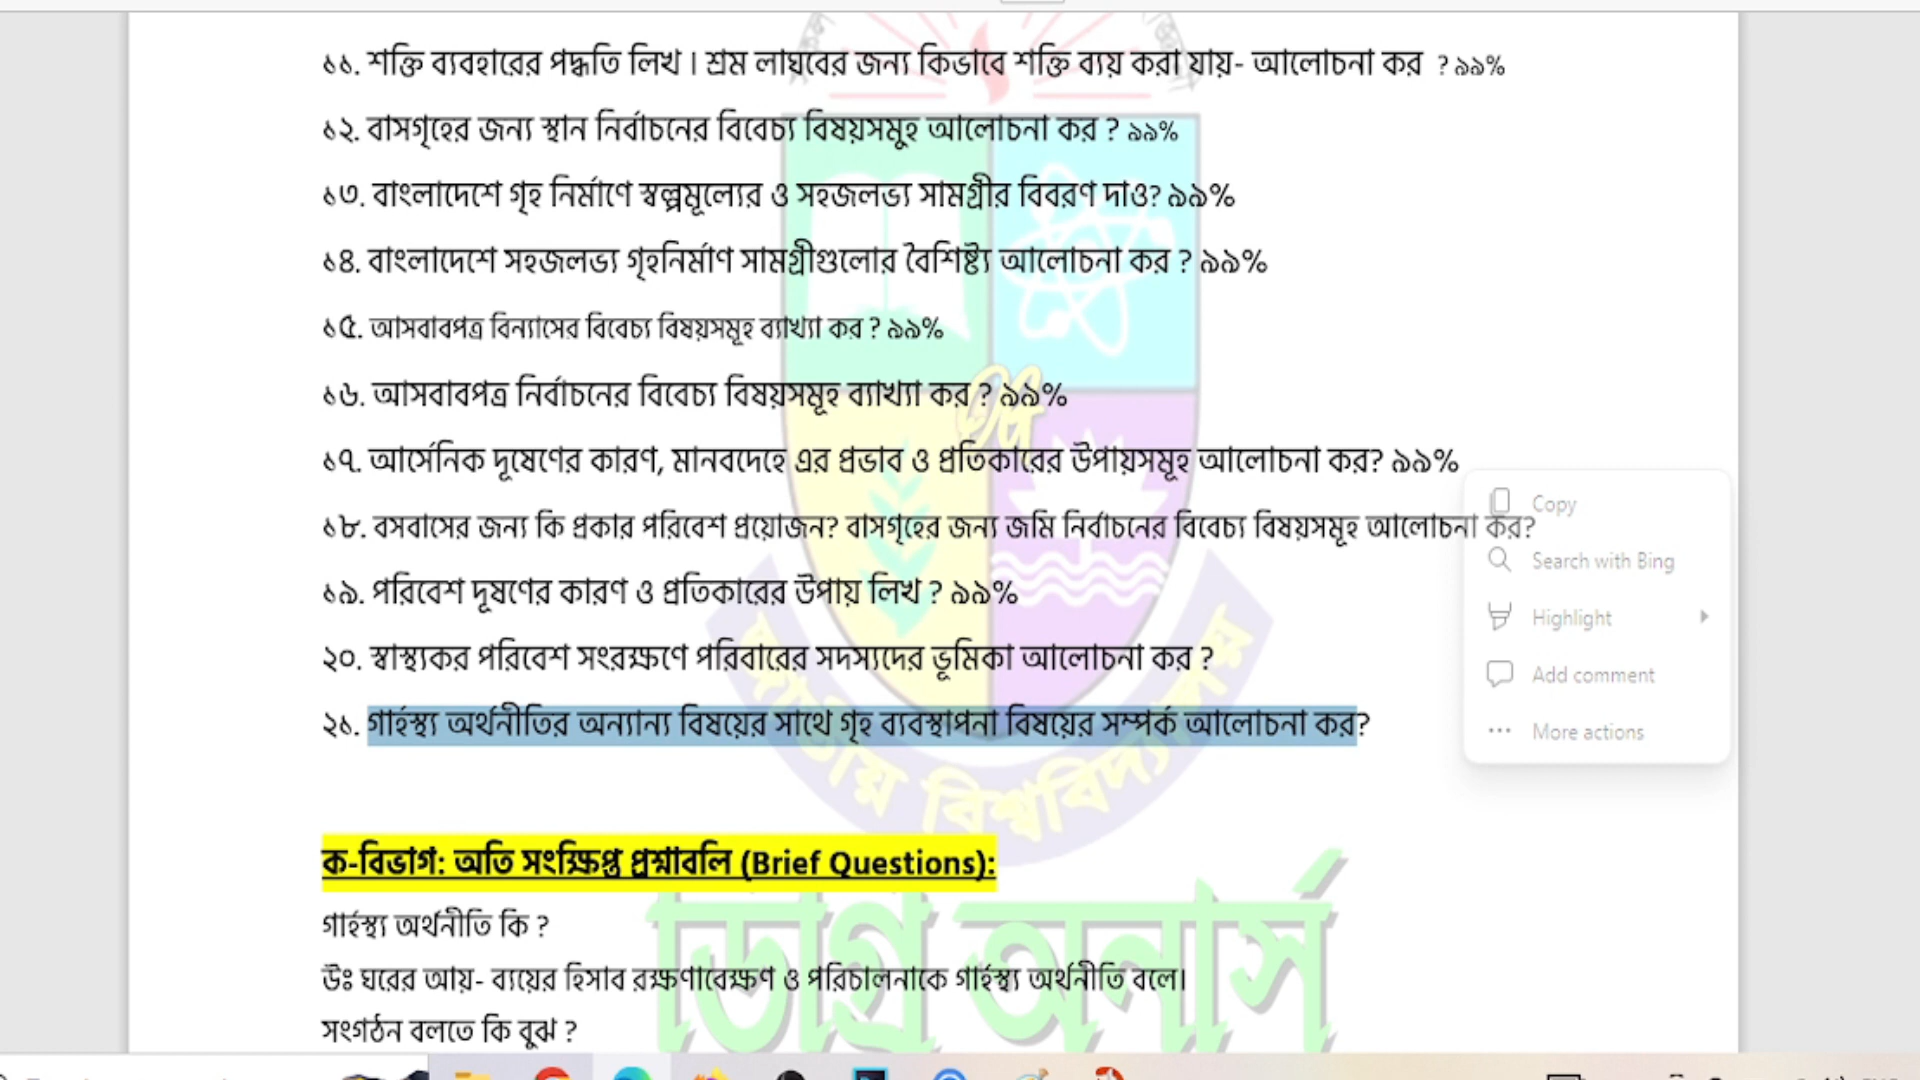 ১১. শক্তি ব্যবহারের পদ্ধতি লিখ। শ্রম লাঘবের জন্য কিভাবে শক্তি ব্যয় করা যায়- আলোচনা কর ? ৯৯%
১২. বাসগৃহের জন্য স্থান নির্বাচনের বিবেচ্য বিষয়সমুহ আলোচনা কর ? ৯৯%
১৩. বাংলাদেশে গৃহ নির্মাণে স্বল্পমূল্যের ও সহজলভ্য সামগ্রীর বিবরণ দাও? ৯৯%
১৪. বাংলাদেশে সহজলভ্য গৃহনির্মাণ সামগ্রীগুলোর বৈশিষ্ট্য আলোচনা কর ? ৯৯%
১৫. আসবাবপত্র বিন্যাসের বিবেচ্য বিষয়সমূহ ব্যাখ্যা কর ? ৯৯%
১৬. আসবাবপত্র নির্বাচনের বিবেচ্য বিষয়সমূহ ব্যাখ্যা কর ? ৯৯%
১৭. আর্সেনিক দূষেণের কারণ, মানবদেহে এর প্রভাব ও প্রতিকারের উপায়সমূহ আলোচনা কর? ৯৯%
Copy
১৮. বসবাসের জন্য কি প্রকার পরিবেশ প্রয়োজন? বাসগৃহের জন্য জমি নির্বাচনের বিবেচ্য বিষয়সমূহ আলোচনা কর?
Search with Bing
১৯. পরিবেশ দূষণের কারণ ও প্রতিকারের উপায় লিখ ? ৯৯%
Highlight
২০. স্বাস্থ্যকর পরিবেশ সংরক্ষণে পরিবারের সদস্যদের ভূমিকা আলোচনা কর ?
Add comment
২১. গার্হস্থ্য অর্থনীতির অন্যান্য বিষয়ের সাথে গৃহ ব্যবস্থাপনা বিষয়ের সম্পর্ক আলোচনা কর?
More actions
জাতীয় বিশ্ববিদ্যালয়
ক-বিভাগ: অতি সংক্ষিপ্ত প্রশ্নাবলি (Brief Questions):
গার্হস্থ্য অর্থনীতি কি ?
ডিগ্রি অনার্স
উঃ ঘরের আয়- ব্যয়ের হিসাব রক্ষণাবেক্ষণ ও পরিচালনাকে গার্হস্থ্য অর্থনীতি বলে।
সংগঠন বলতে কি বুঝ ?